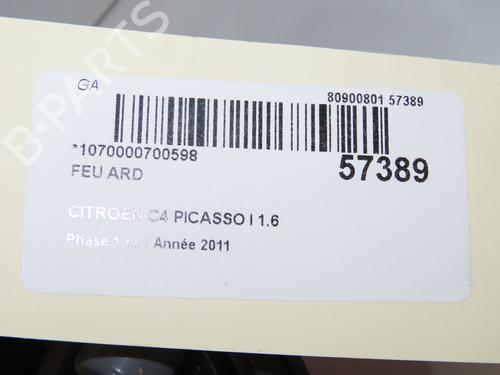 GA
80900801 57389
*1070000700598
57389
FEU ARD
CITROEN C4 PICASSO I 1.6
Phase 1 / Année 2011
B-PARTS